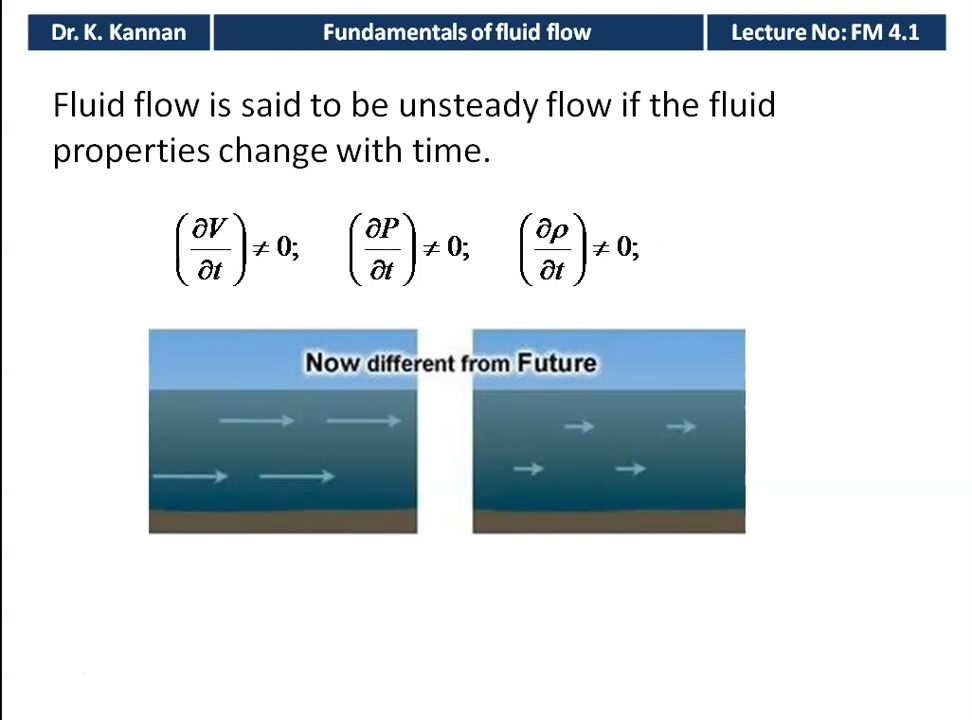 Dr. K. Kannan
Fundamentals of fluid flow
Lecture No: FM 4.1
Fluid flow is said to be unsteady flow if the fluid
properties change with time.
(∂V/∂t) ≠ 0; (∂P/∂t) ≠ 0; (∂ρ/∂t) ≠ 0;
Now different from Future